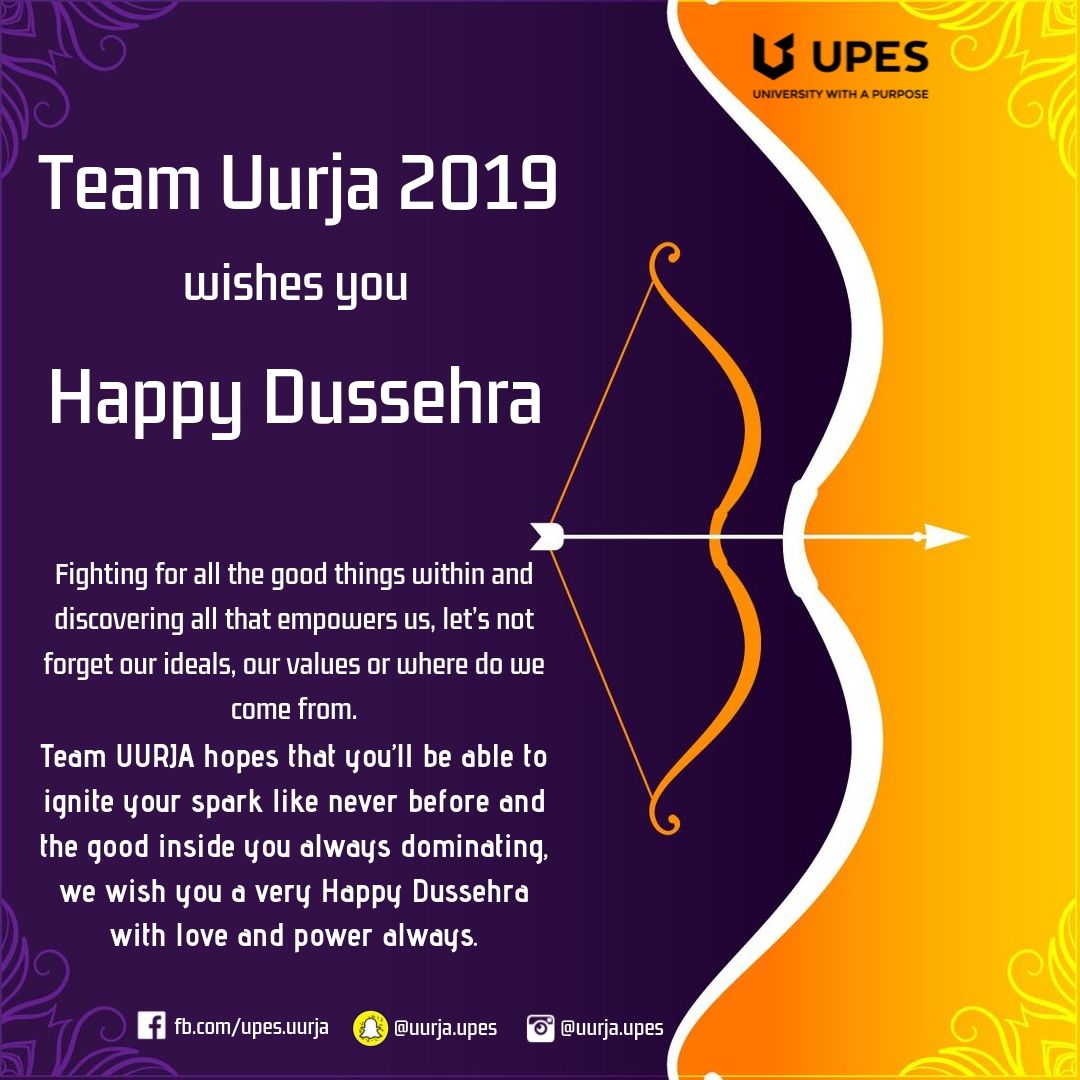 UPES
UNIVERSITY WITH A PURPOSE
Team Uurja 2019
wishes you
Happy Dussehra
Fighting for all the good things within and
discovering all that empowers us, let's not
forget our ideals, our values or where do we
come from.
Team UURJA hopes that you'll be able to
ignite your spark like never before and
the good inside you always dominating,
we wish you a very Happy Dussehra
with love and power always.
fb.com/upes.uurja @uurja.upes @uurja.upes